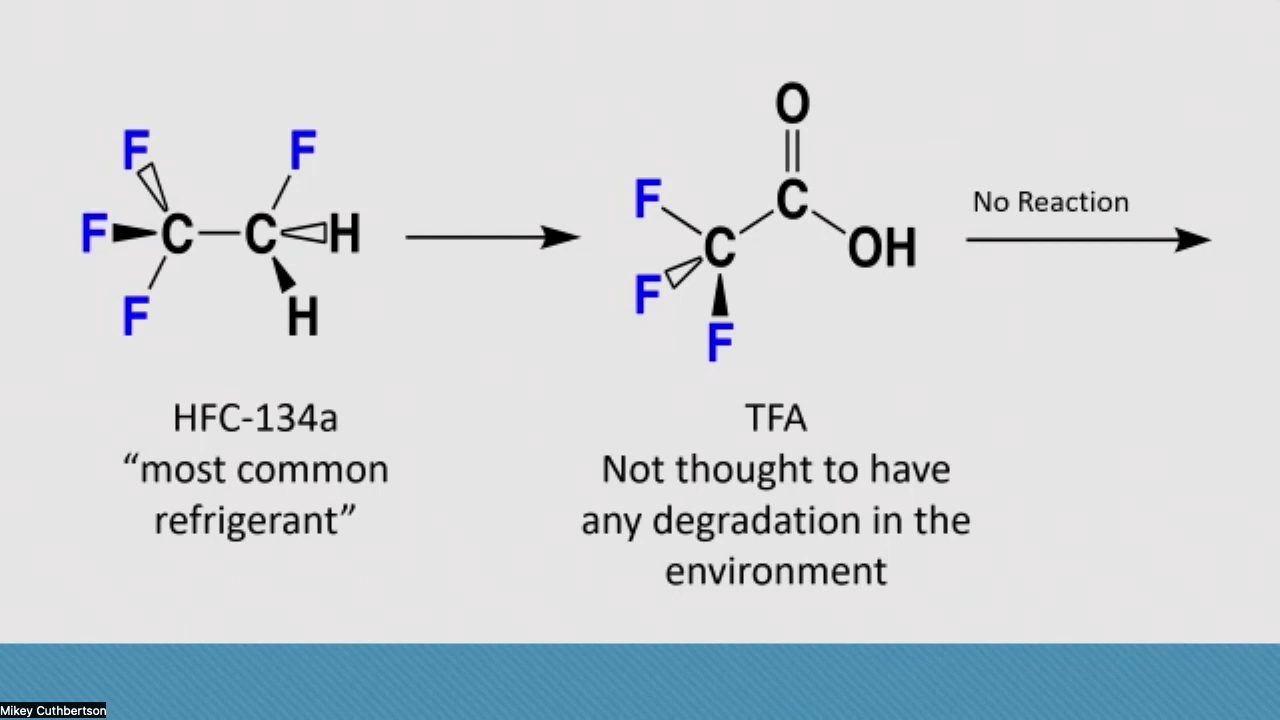 F
F
F
C
C
F
H
H
O
C
OH
F
C
F
F
No Reaction
HFC-134a
“most common
refrigerant”
TFA
Not thought to have
any degradation in the
environment
Mikey Cuthbertson